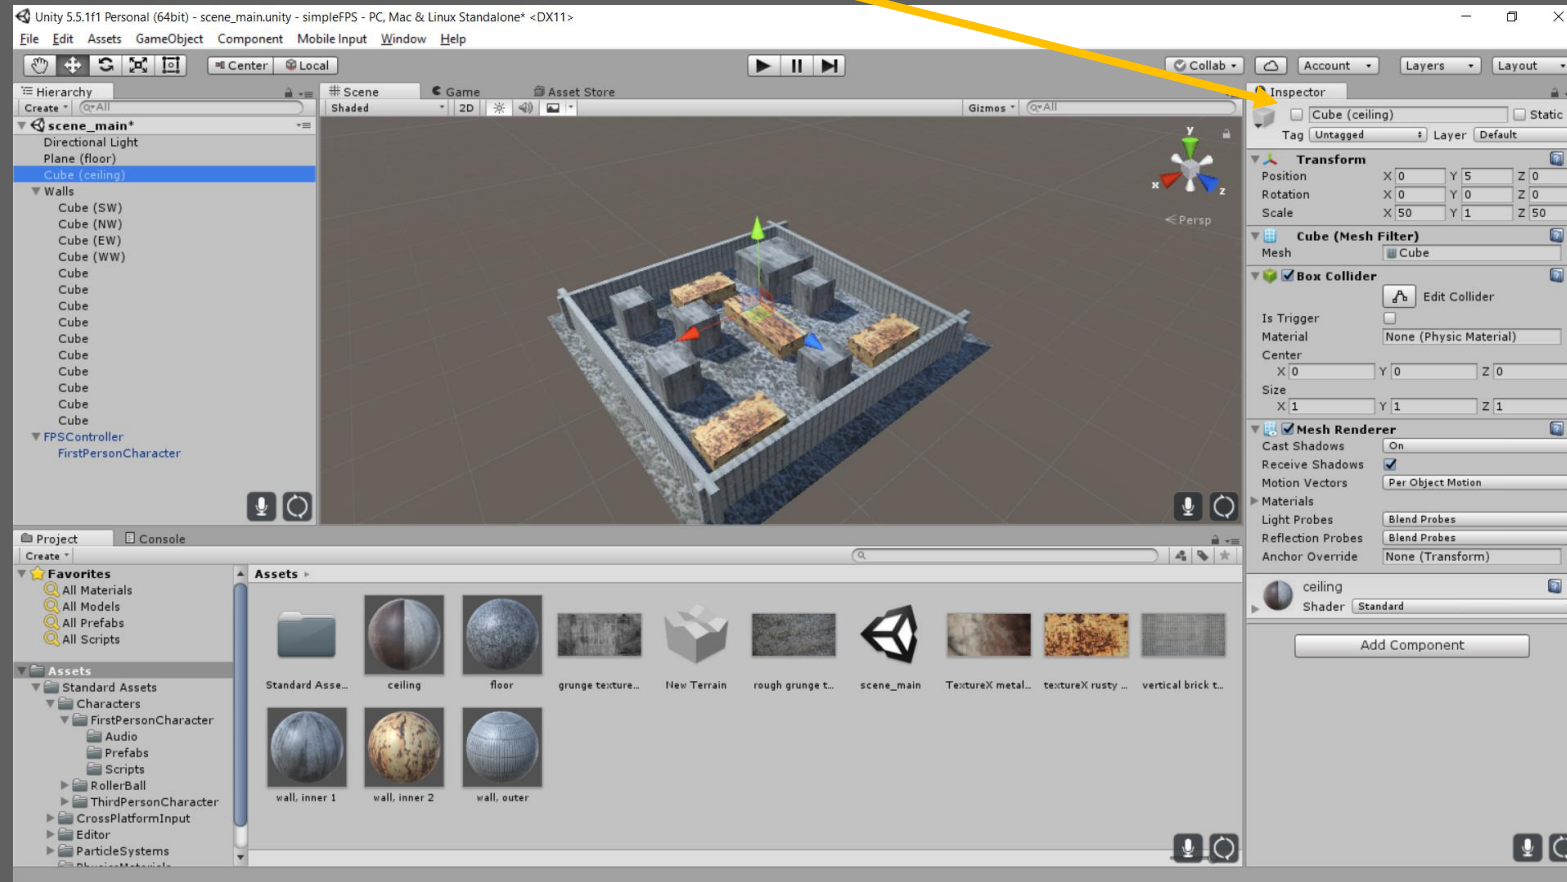 Unity 5.5.1f1 Personal (64bit) - scene_main.unity - simpleFPS - PC, Mac & Linux Standalone* <DX11>
File Edit Assets GameObject Component Mobile Input Window Help
Center Local Collab Account Layers Layout
Hierarchy
Create All
scene_main*
Directional Light
Plane (floor)
Cube (ceiling)
Walls
Cube (SW)
Cube (NW)
Cube (EW)
Cube (WW)
Cube
Cube
Cube
Cube
Cube
Cube
Cube
Cube
Cube
Cube
FPSController
FirstPersonCharacter
Scene Game Asset Store
Shaded 2D Gizmos All
y
x z
Persp
Inspector
Cube (ceiling) Static
Tag Untagged Layer Default
Transform
Position X 0 Y 5 Z 0
Rotation X 0 Y 0 Z 0
Scale X 50 Y 1 Z 50
Cube (Mesh Filter)
Mesh Cube
Box Collider
Edit Collider
Is Trigger
Material None (Physic Material)
Center
X 0 Y 0 Z 0
Size
X 1 Y 1 Z 1
Mesh Renderer
Cast Shadows On
Receive Shadows
Motion Vectors Per Object Motion
Materials
Light Probes Blend Probes
Reflection Probes Blend Probes
Anchor Override None (Transform)
ceiling
Shader Standard
Add Component
Project Console
Create
Favorites
All Materials
All Models
All Prefabs
All Scripts
Assets
Standard Assets
Characters
FirstPersonCharacter
Audio
Prefabs
Scripts
RollerBall
ThirdPersonCharacter
CrossPlatformInput
Editor
ParticleSystems
Assets
Standard Asse... ceiling floor grunge texture... New Terrain rough grunge t... scene_main TextureX metal... textureX rusty ... vertical brick t...
wall, inner 1 wall, inner 2 wall, outer